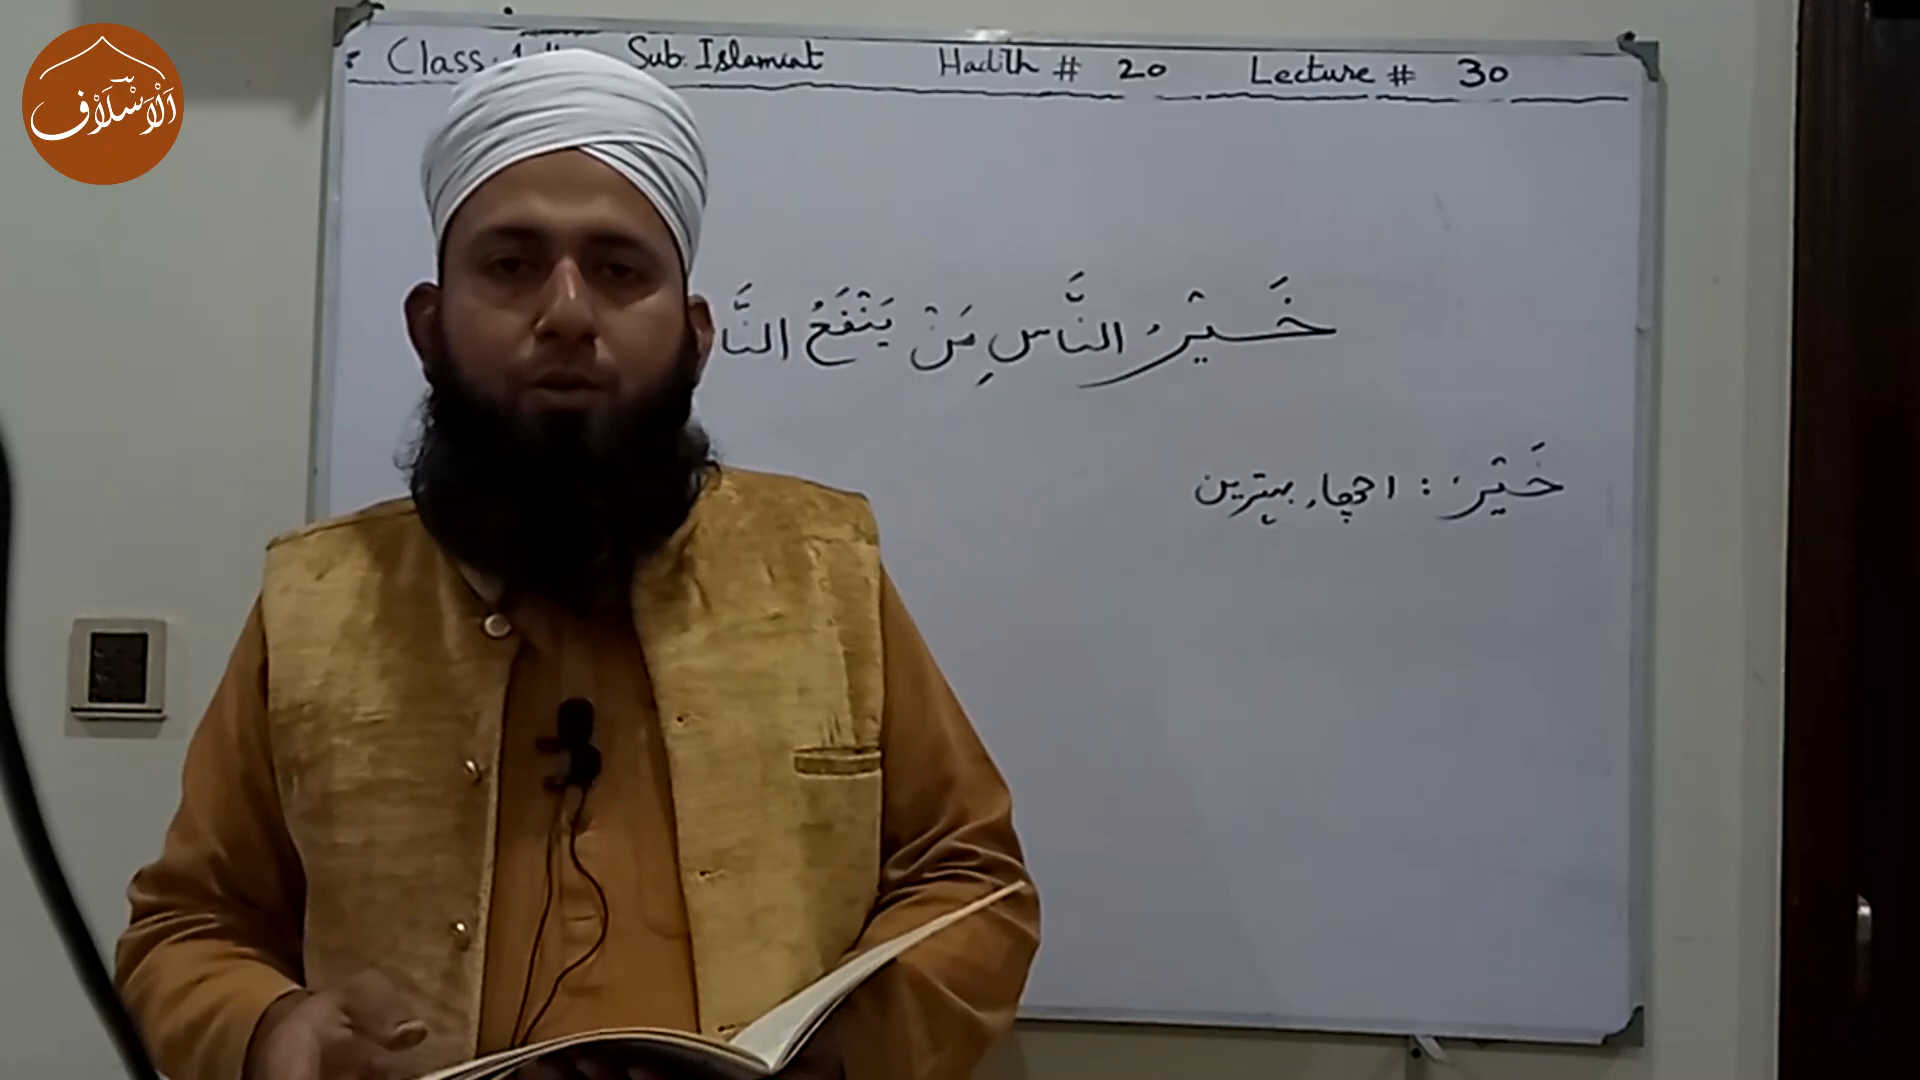 اَلْاَسْلَاف
Class: Sub: Islamiat Hadith # 20 Lecture # 30
خَيْرُ النَّاسِ مَنْ يَنْفَعُ
خَيْرٌ : اچھا، بہترین